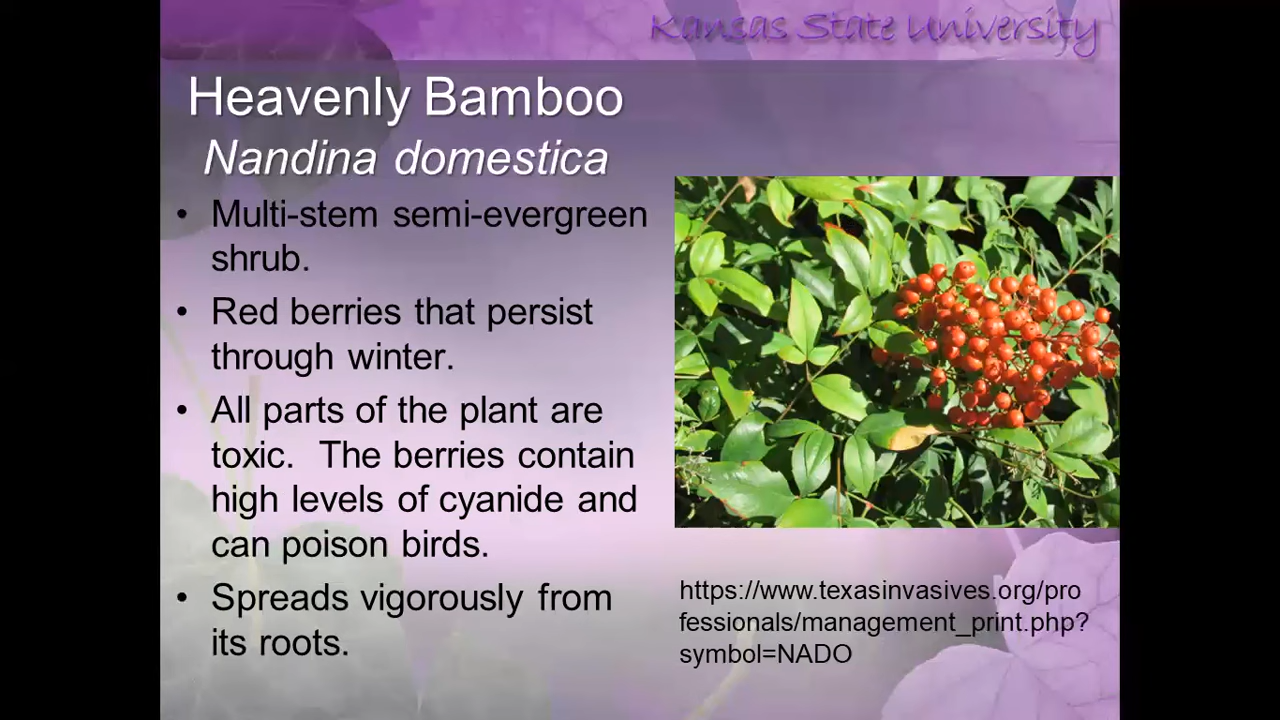 Kansas State University
Heavenly Bamboo
Nandina domestica
• Multi-stem semi-evergreen
shrub.
• Red berries that persist
through winter.
• All parts of the plant are
toxic.  The berries contain
high levels of cyanide and
can poison birds.
• Spreads vigorously from
its roots.
https://www.texasinvasives.org/pro
fessionals/management_print.php?
symbol=NADO